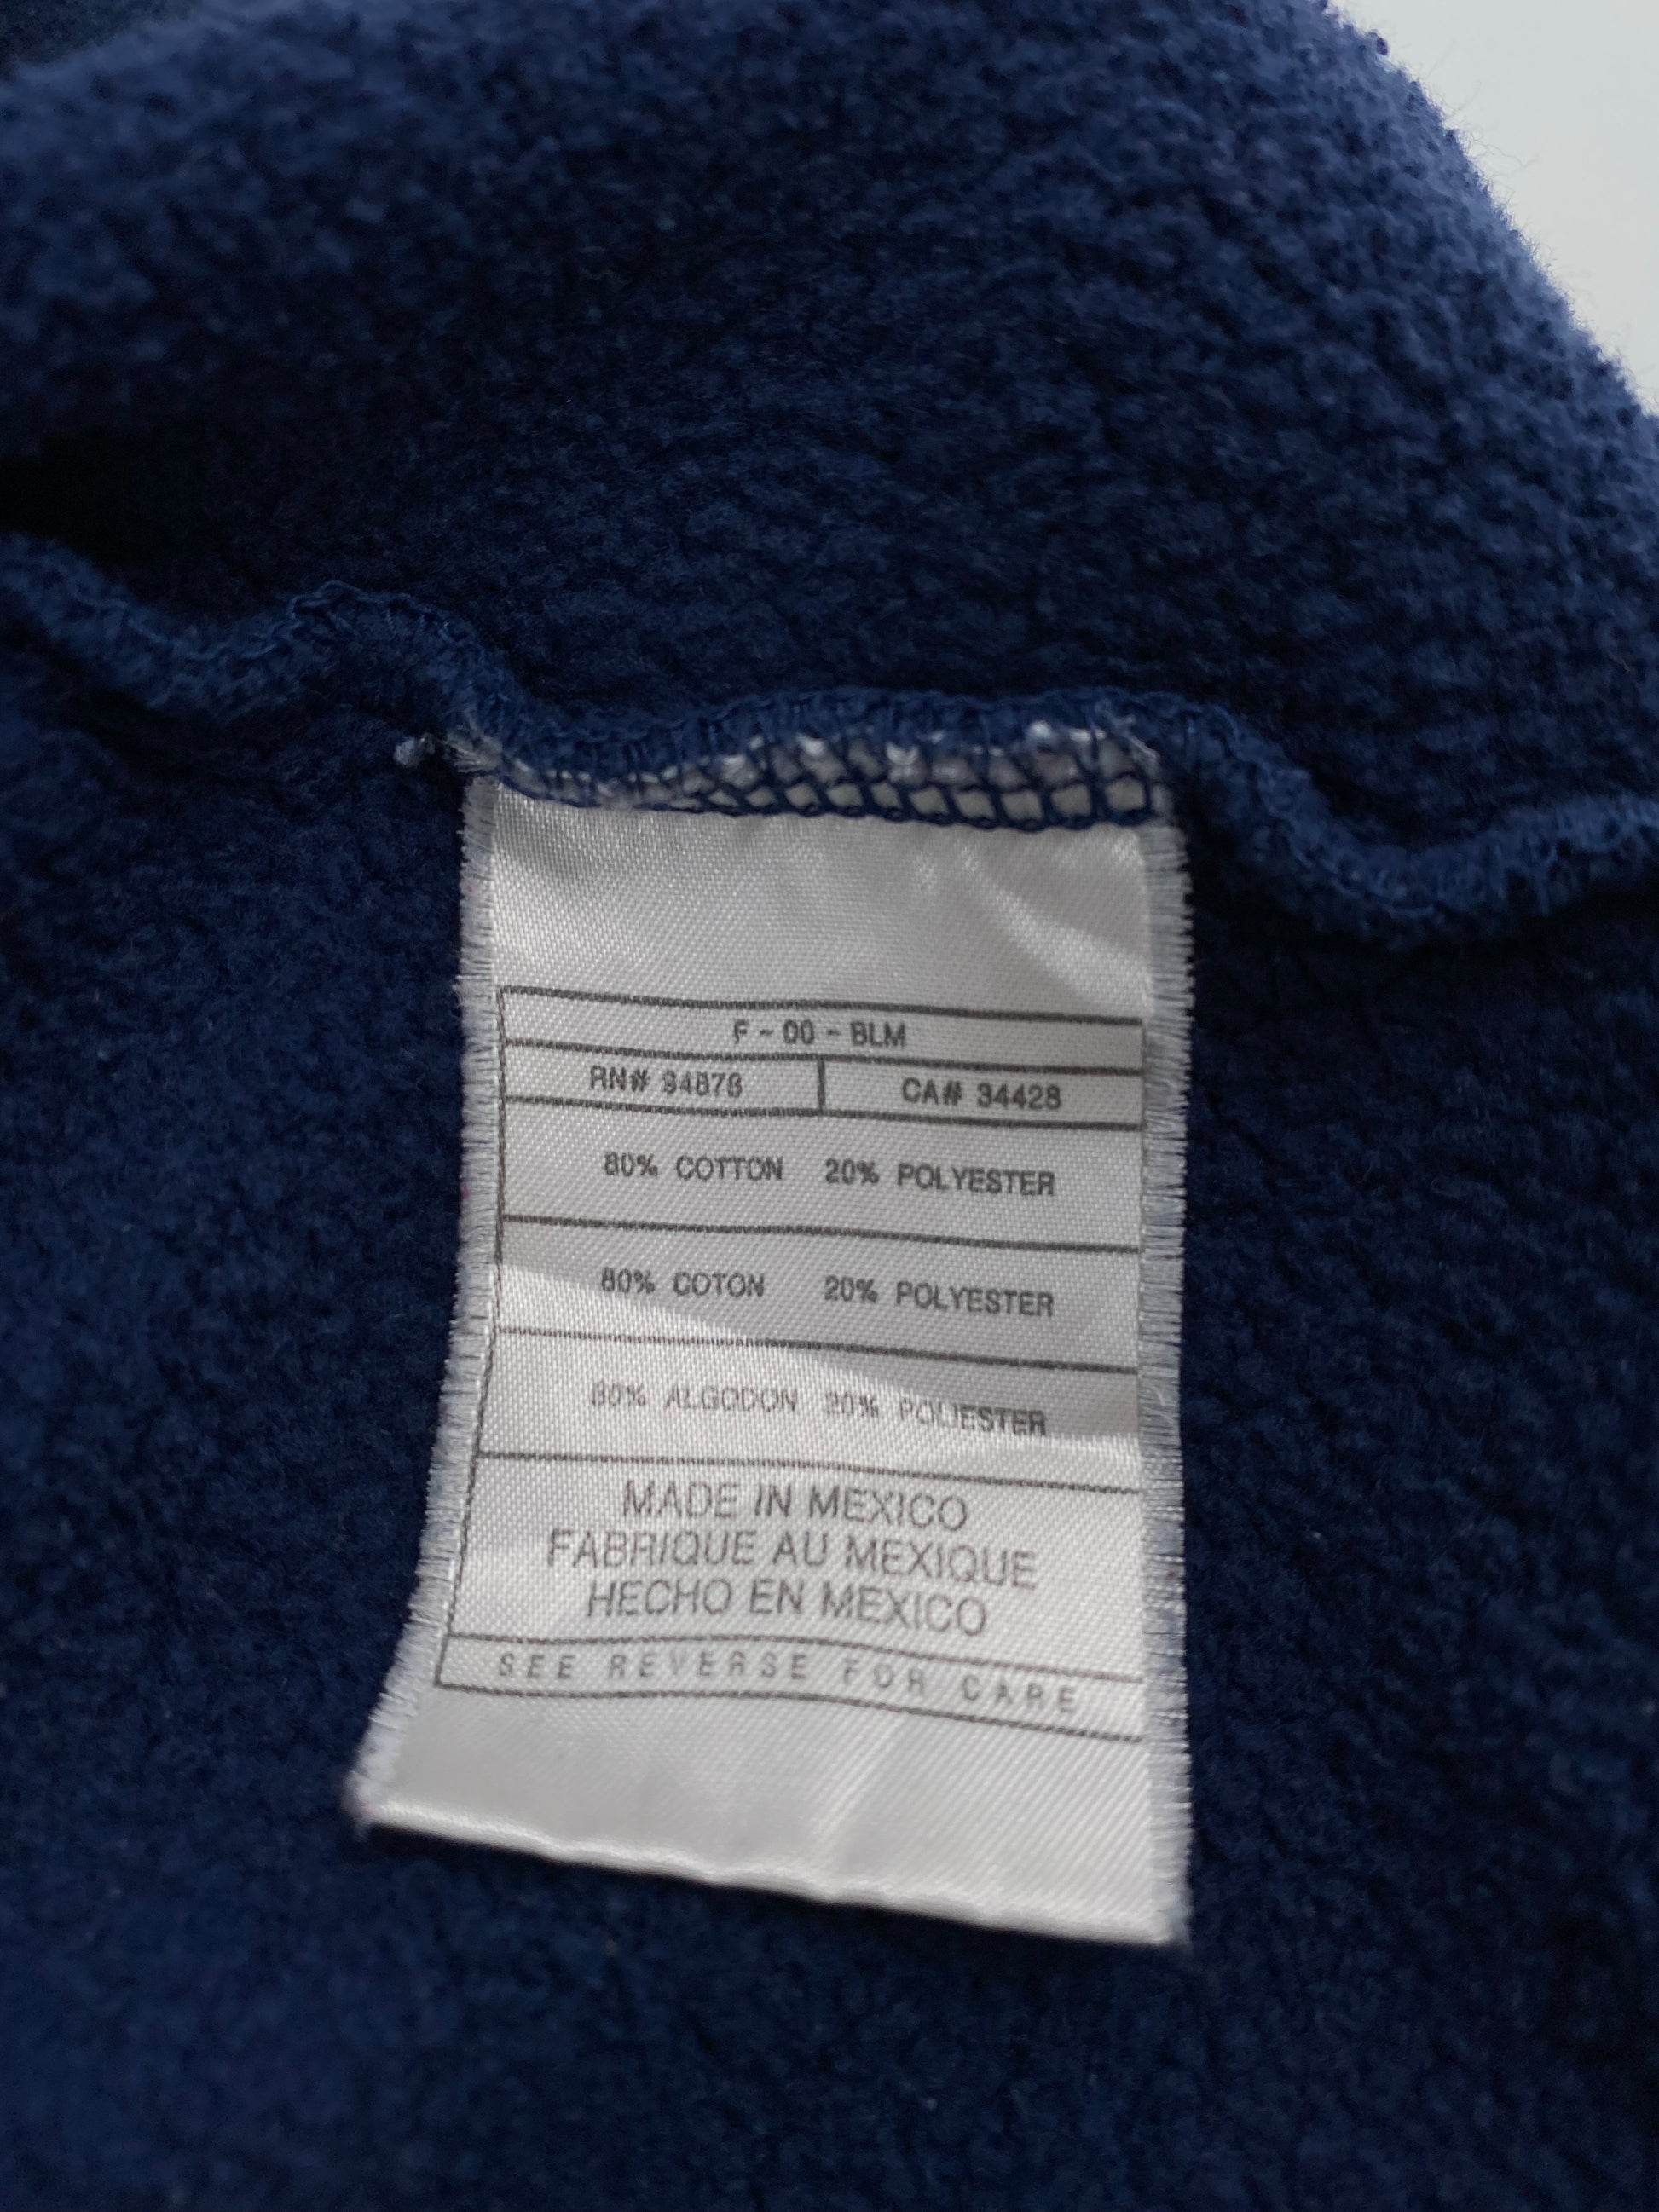 F - 00 - BLM
RN# 94878 CA# 34428
80% COTTON 20% POLYESTER
80% COTON 20% POLYESTER
80% ALGODON 20% POLIESTER
MADE IN MEXICO
FABRIQUE AU MEXIQUE
HECHO EN MEXICO
SEE REVERSE FOR CARE